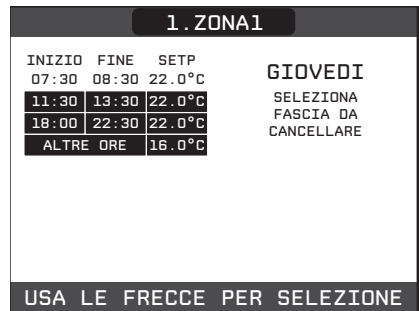 1.ZONA1
INIZIO FINE SETP
07:30 08:30 22.0°C
11:30 13:30 22.0°C
18:00 22:30 22.0°C
ALTRE ORE 16.0°C
GIOVEDI
SELEZIONA
FASCIA DA
CANCELLARE
USA LE FRECCE PER SELEZIONE